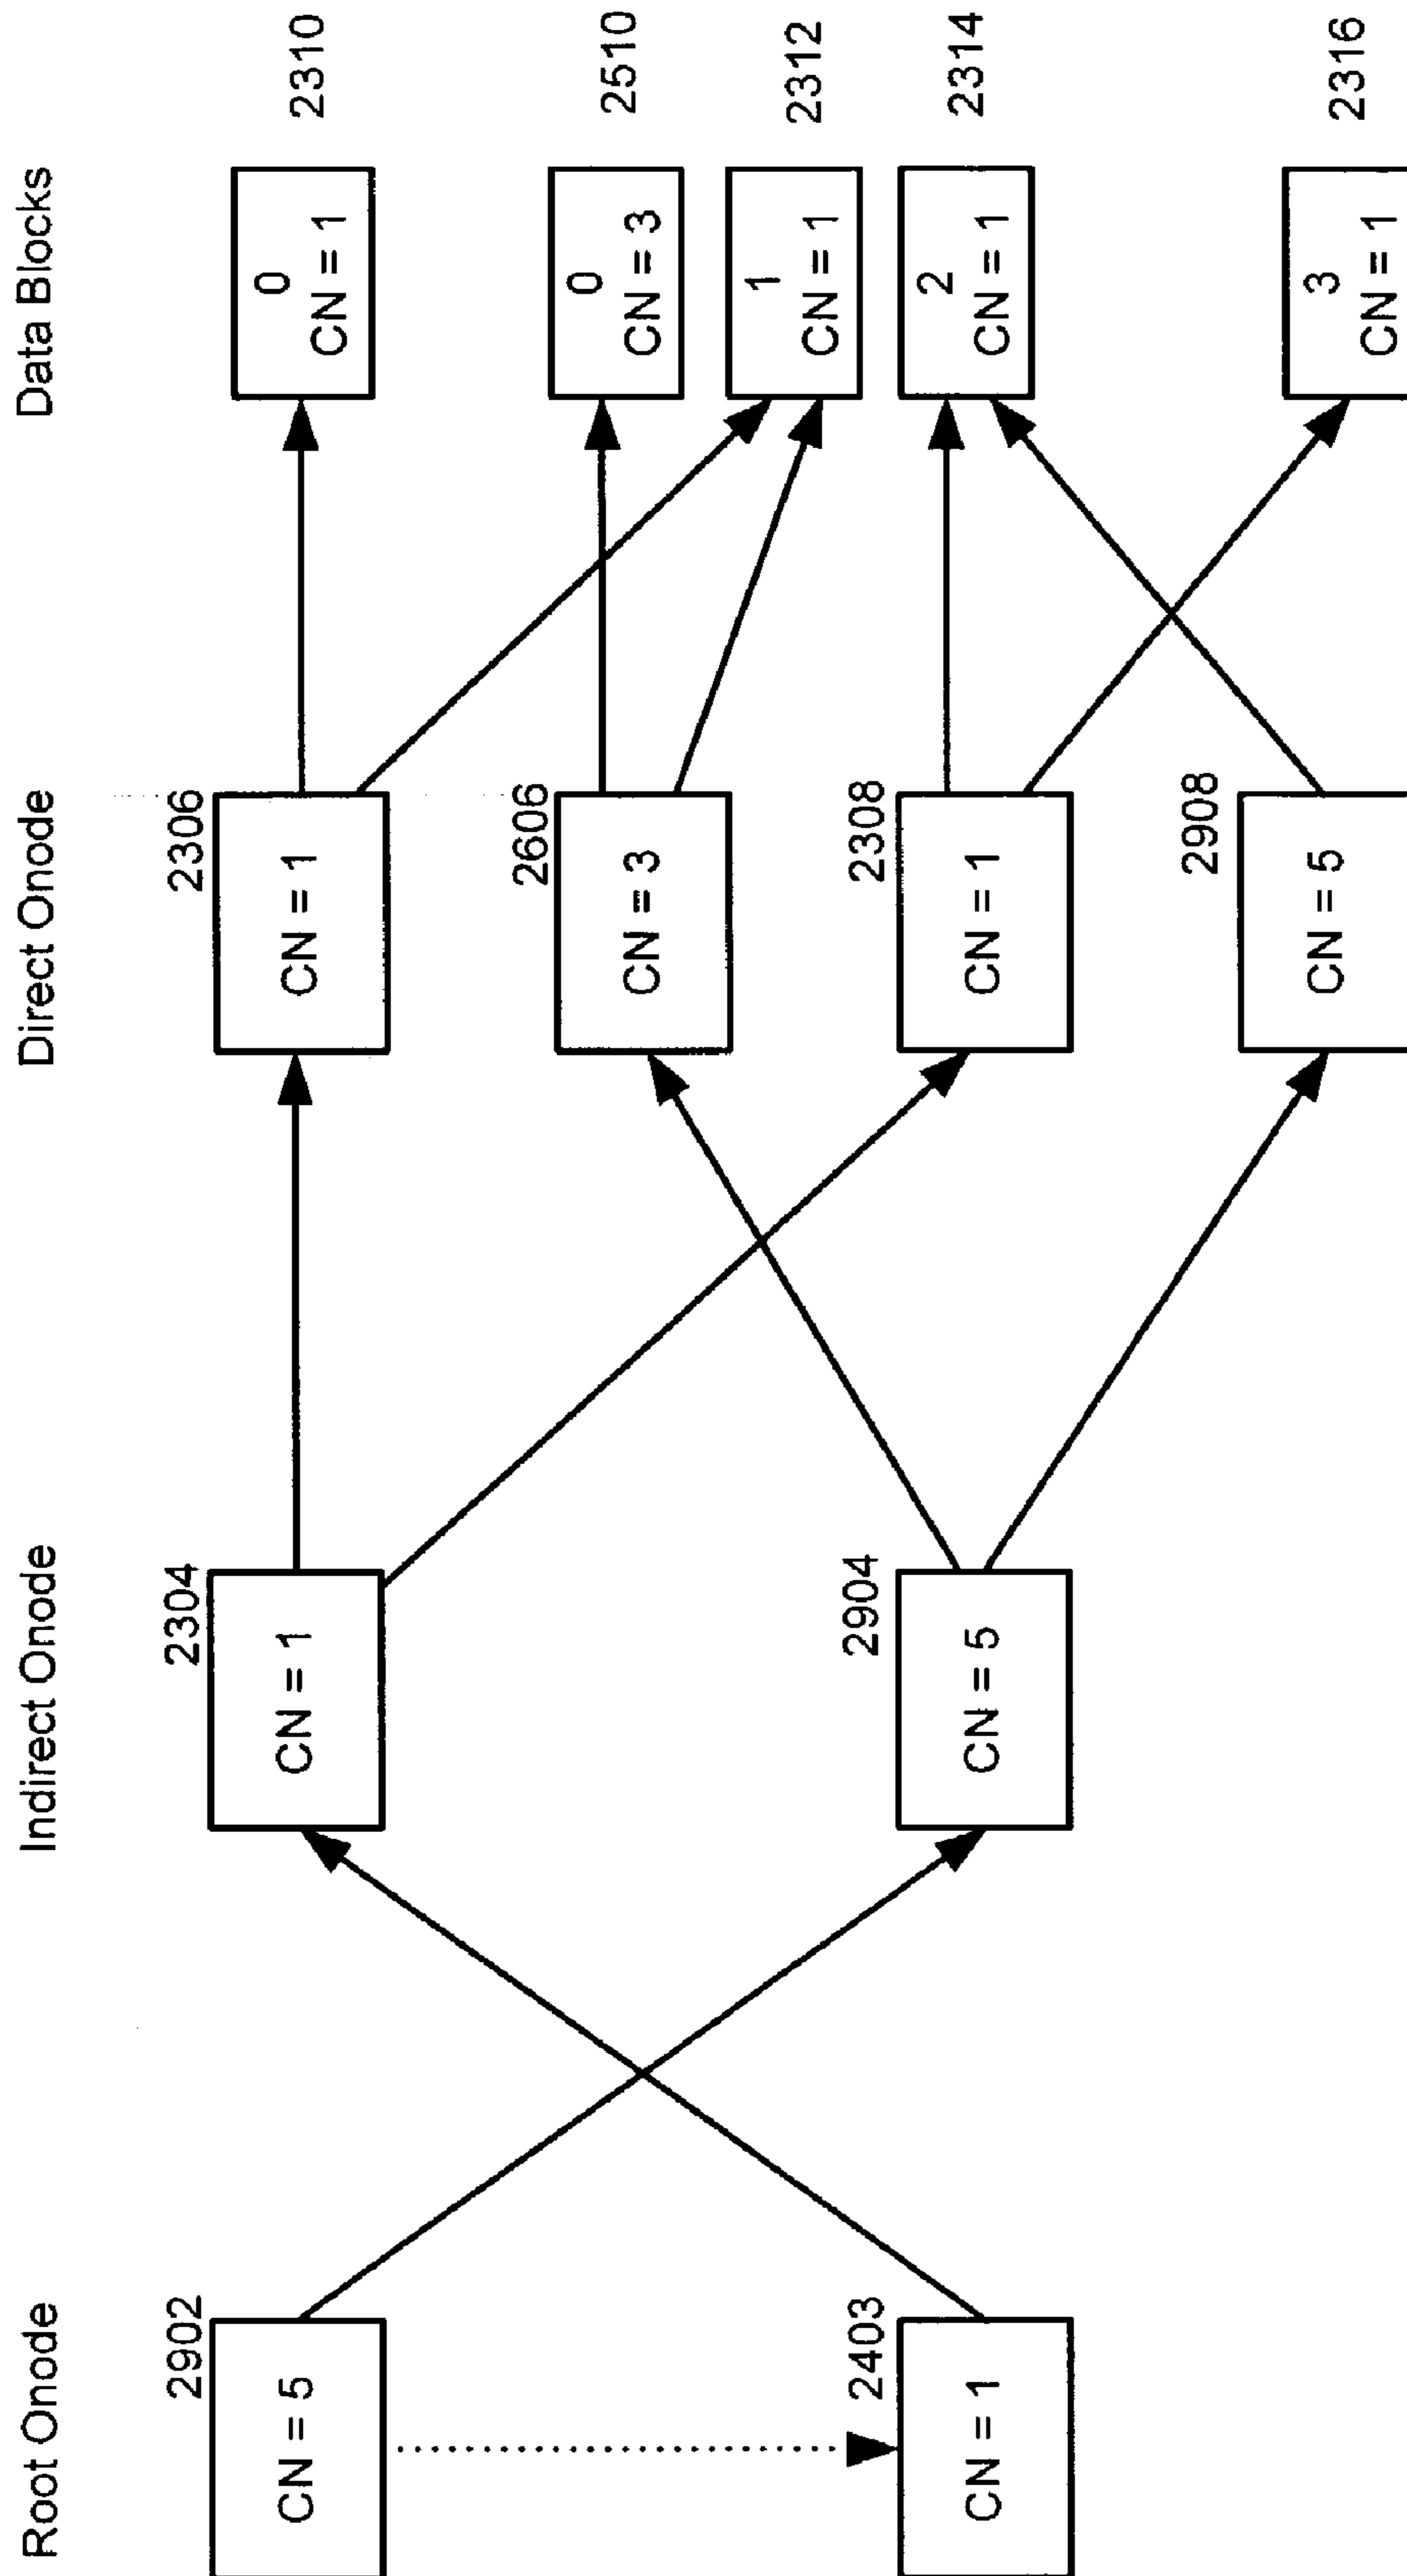 Root Onode
Indirect Onode
Direct Onode
Data Blocks
2902
CN = 5
2304
CN = 1
2306
CN = 1
0
CN = 1
2310
2606
CN = 3
0
CN = 3
2510
1
CN = 1
2312
2403
CN = 1
2904
CN = 5
2308
CN = 1
2
CN = 1
2314
2908
CN = 5
3
CN = 1
2316